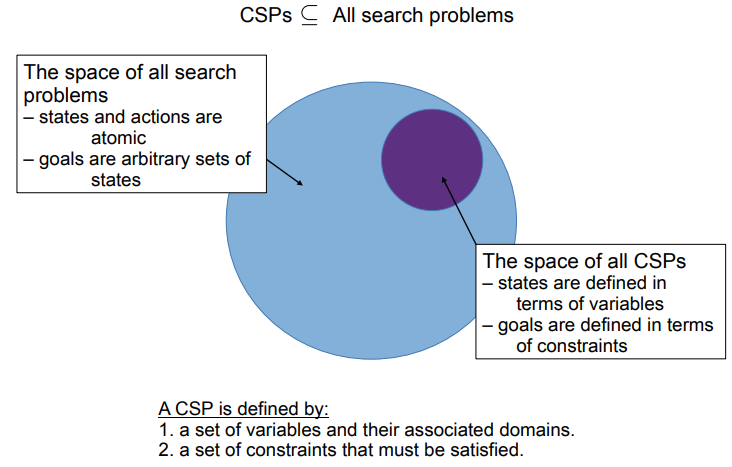 CSPs ⊆ All search problems
The space of all search
problems
– states and actions are
atomic
– goals are arbitrary sets of
states
The space of all CSPs
– states are defined in
terms of variables
– goals are defined in terms
of constraints
A CSP is defined by:
1. a set of variables and their associated domains.
2. a set of constraints that must be satisfied.